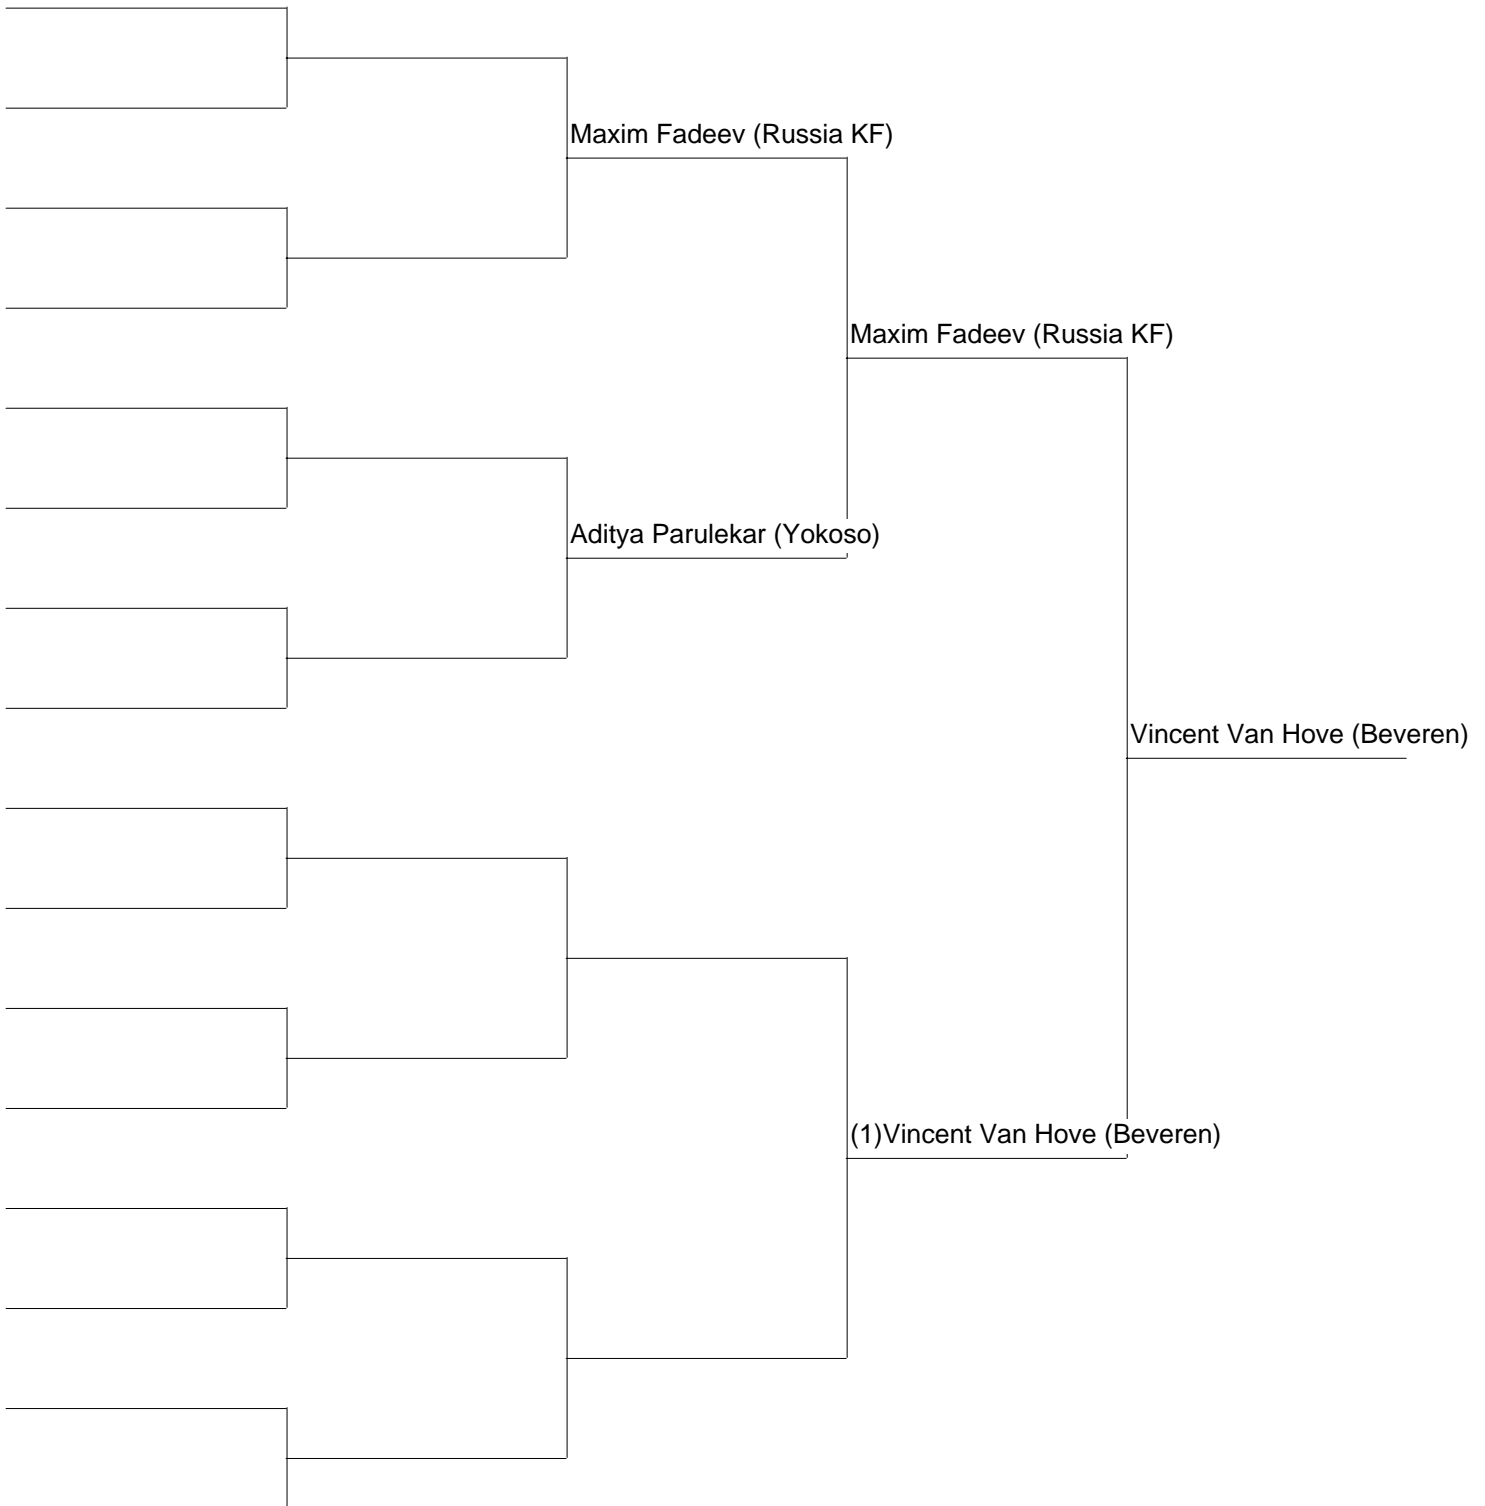 Maxim Fadeev (Russia KF)
Maxim Fadeev (Russia KF)
Aditya Parulekar (Yokoso)
Vincent Van Hove (Beveren)
(1)Vincent Van Hove (Beveren)